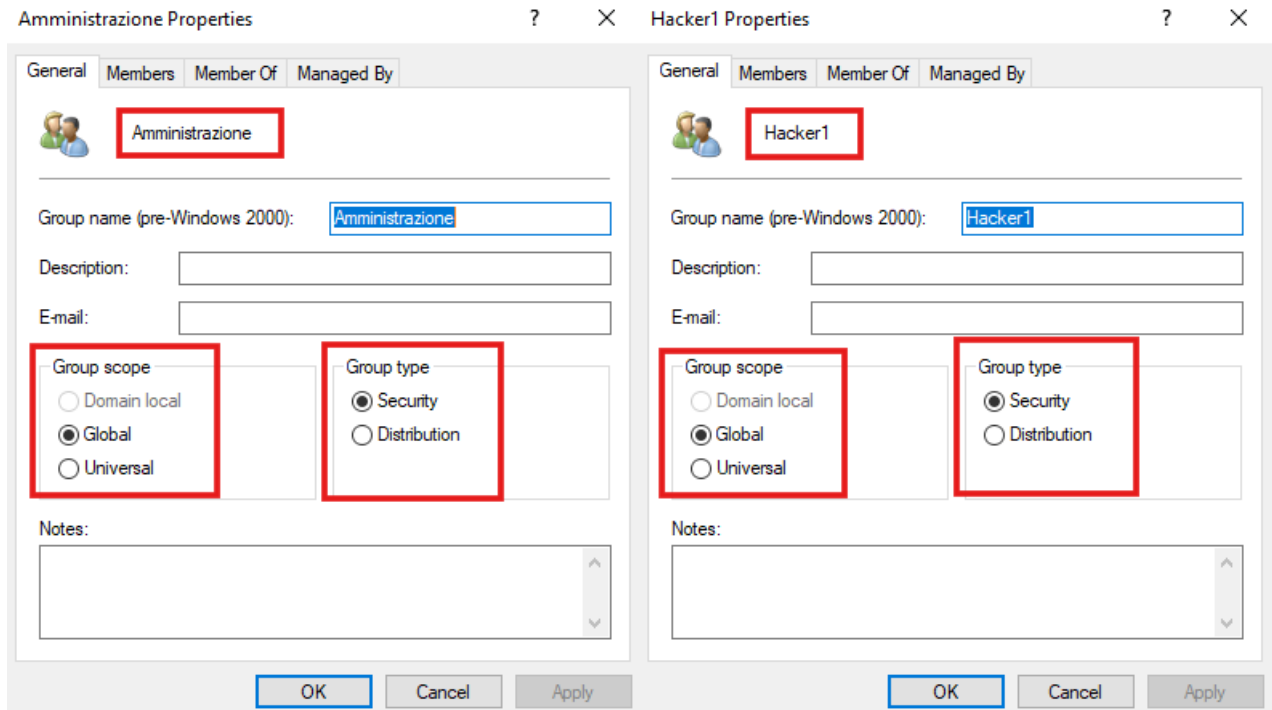 Amministrazione Properties
General Members Member Of Managed By
Amministrazione
Group name (pre-Windows 2000): Amministrazione
Description:
E-mail:
Group scope
Domain local
Global
Universal
Group type
Security
Distribution
Notes:
OK Cancel Apply
Hacker1 Properties
General Members Member Of Managed By
Hacker1
Group name (pre-Windows 2000): Hacker1
Description:
E-mail:
Group scope
Domain local
Global
Universal
Group type
Security
Distribution
Notes:
OK Cancel Apply